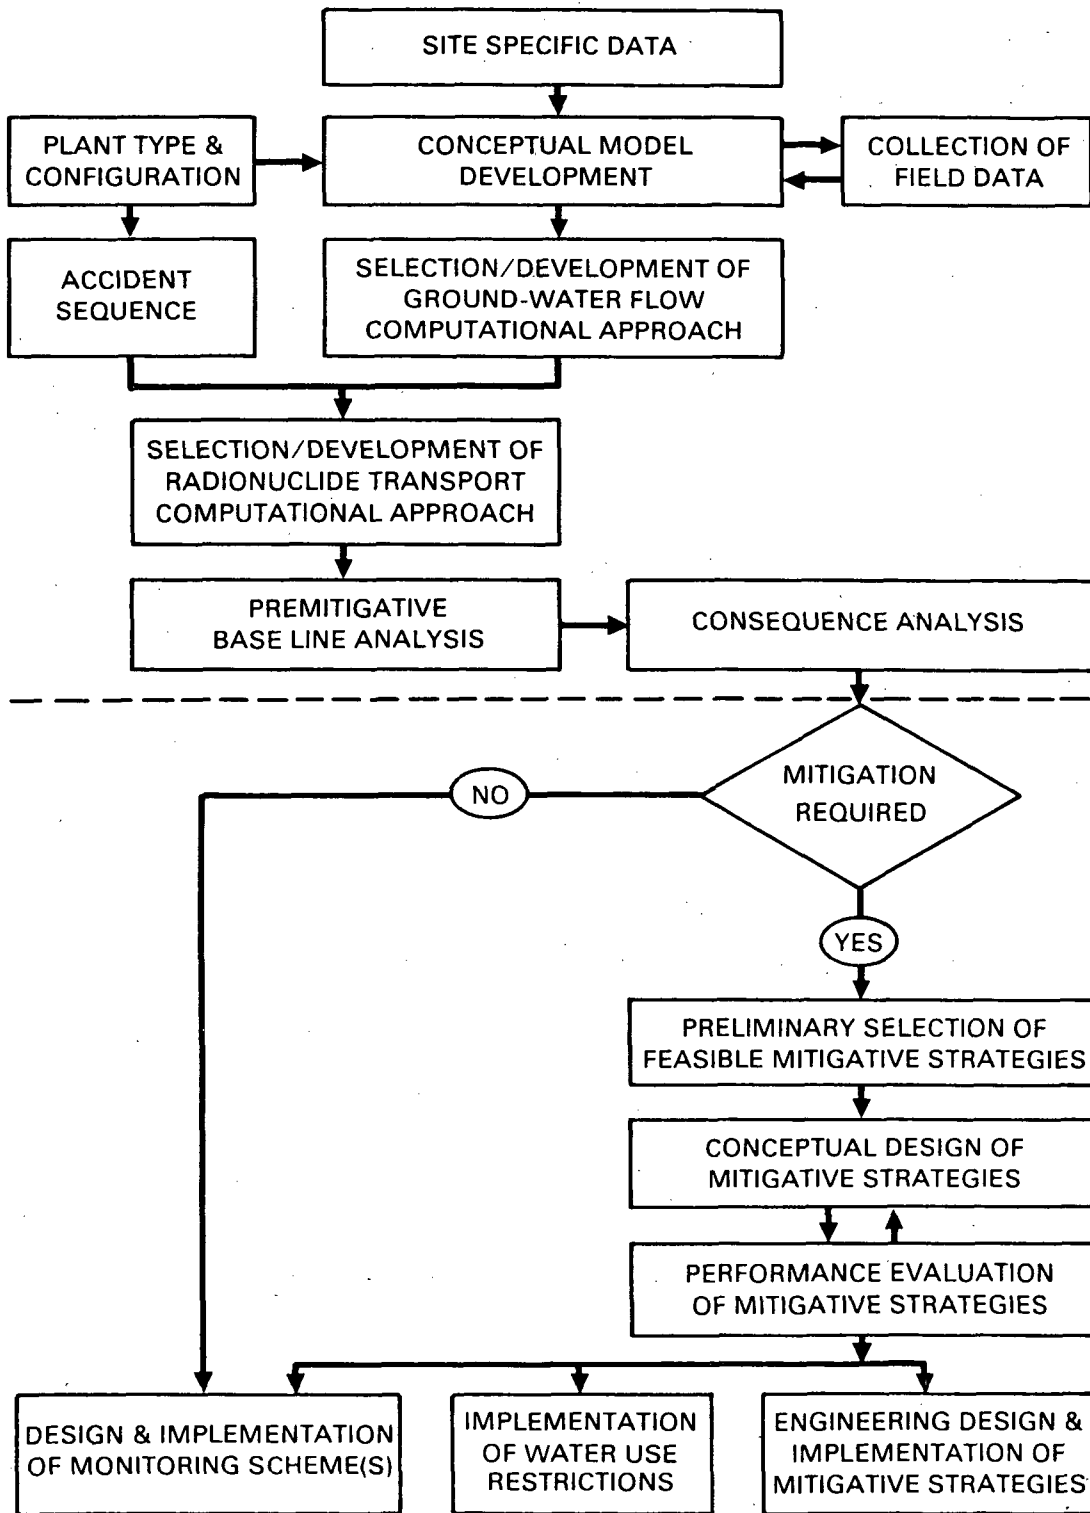 SITE SPECIFIC DATA
PLANT TYPE &
CONFIGURATION
CONCEPTUAL MODEL
DEVELOPMENT
COLLECTION OF
FIELD DATA
ACCIDENT
SEQUENCE
SELECTION/DEVELOPMENT OF
GROUND-WATER FLOW
COMPUTATIONAL APPROACH
SELECTION/DEVELOPMENT OF
RADIONUCLIDE TRANSPORT
COMPUTATIONAL APPROACH
PREMITIGATIVE
BASE LINE ANALYSIS
CONSEQUENCE ANALYSIS
MITIGATION
REQUIRED
NO
YES
PRELIMINARY SELECTION OF
FEASIBLE MITIGATIVE STRATEGIES
CONCEPTUAL DESIGN OF
MITIGATIVE STRATEGIES
PERFORMANCE EVALUATION
OF MITIGATIVE STRATEGIES
DESIGN & IMPLEMENTATION
OF MONITORING SCHEME(S)
IMPLEMENTATION
OF WATER USE
RESTRICTIONS
ENGINEERING DESIGN &
IMPLEMENTATION OF
MITIGATIVE STRATEGIES